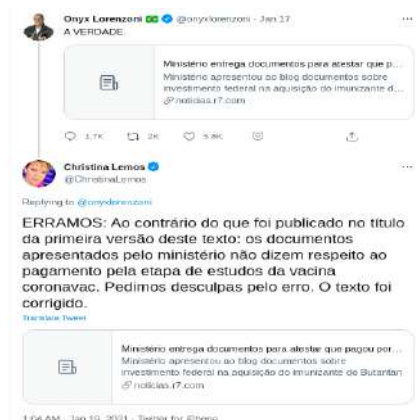 Onyx Lorenzoni @onyxlorenzoni · Jan 17
A VERDADE.
Ministério entrega documentos para atestar que p...
Ministério apresentou ao blog documentos sobre
investimento federal na aquisição do imunizante d...
noticias.r7.com
1.7K 2K 5.8K
Christina Lemos
@ChristinaLemos
Replying to @onyxlorenzoni
ERRAMOS: Ao contrário do que foi publicado no título
da primeira versão deste texto: os documentos
apresentados pelo ministério não dizem respeito ao
pagamento pela etapa de estudos da vacina
coronavac. Pedimos desculpas pelo erro. O texto foi
corrigido.
Translate Tweet
Ministério entrega documentos para atestar que pagou por...
Ministério apresentou ao blog documentos sobre
investimento federal na aquisição do imunizante do Butantan
noticias.r7.com
1:04 AM · Jan 19, 2021 · Twitter for iPhone